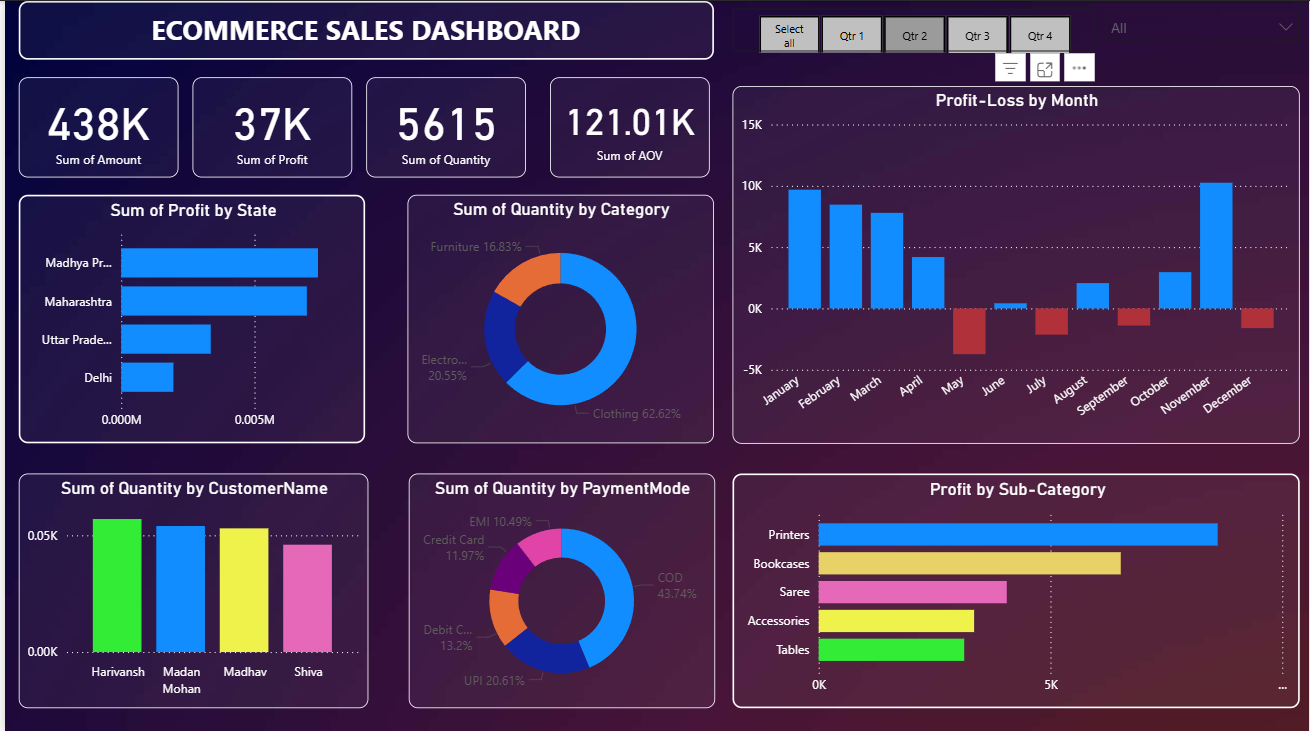 ECOMMERCE SALES DASHBOARD
Select
all
Qtr 1
Qtr 2
Qtr 3
Qtr 4
All
438K
Sum of Amount
37K
Sum of Profit
5615
Sum of Quantity
121.01K
Sum of AOV
Profit-Loss by Month
15K
10K
5K
0K
-5K
January
February
March
April
May
June
July
August
September
October
November
December
Sum of Profit by State
Madhya Pr...
Maharashtra
Uttar Prade...
Delhi
0.000M
0.005M
Sum of Quantity by Category
Furniture 16.83%
Electro...
20.55%
Clothing 62.62%
Sum of Quantity by CustomerName
0.05K
0.00K
Harivansh
Madan
Mohan
Madhav
Shiva
Sum of Quantity by PaymentMode
EMI 10.49%
Credit Card
11.97%
COD
43.74%
Debit C...
13.2%
UPI 20.61%
Profit by Sub-Category
Printers
Bookcases
Saree
Accessories
Tables
0K
5K
...